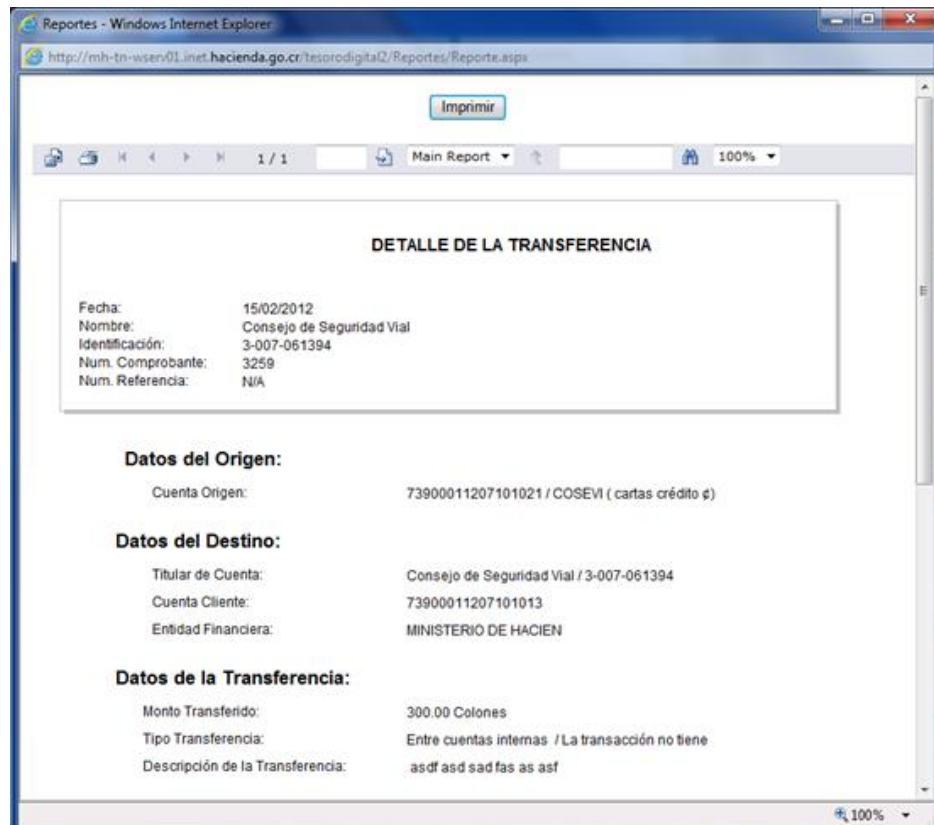 Reportes - Windows Internet Explorer
http://mh-tn-wserv01.inet.hacienda.go.cr/tesorodigital2/Reportes/Reporte.aspx
Imprimir
1 / 1 Main Report 100%
DETALLE DE LA TRANSFERENCIA
Fecha: 15/02/2012
Nombre: Consejo de Seguridad Vial
Identificación: 3-007-061394
Num. Comprobante: 3259
Num. Referencia: N/A
Datos del Origen:
Cuenta Origen: 73900011207101021 / COSEVI ( cartas crédito ¢)
Datos del Destino:
Titular de Cuenta: Consejo de Seguridad Vial / 3-007-061394
Cuenta Cliente: 73900011207101013
Entidad Financiera: MINISTERIO DE HACIEN
Datos de la Transferencia:
Monto Transferido: 300.00 Colones
Tipo Transferencia: Entre cuentas internas / La transacción no tiene
Descripción de la Transferencia: asdf asd sad fas as asf
100%